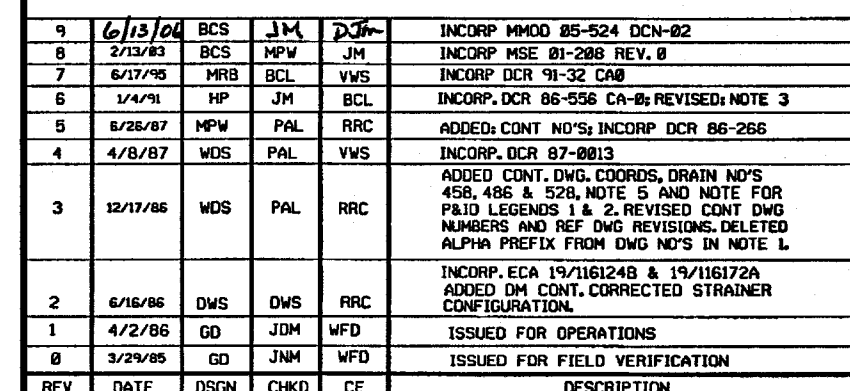 9 6/13/06 BCS JM DJM INCORP MMOD 05-524 DCN-02
8 2/13/03 BCS MPW JM INCORP MSE 01-208 REV. 0
7 6/17/95 MRB BCL VWS INCORP DCR 91-32 CA0
6 1/4/91 HP JM BCL INCORP. DCR 86-556 CA-0; REVISED: NOTE 3
5 6/26/87 MPW PAL RRC ADDED: CONT NO'S; INCORP DCR 86-266
4 4/8/87 WDS PAL VWS INCORP. DCR 87-0013
3 12/17/86 WDS PAL RRC ADDED CONT. DWG. COORDS, DRAIN NO'S
458, 486 & 528, NOTE 5 AND NOTE FOR
P&ID LEGENDS 1 & 2. REVISED CONT DWG
NUMBERS AND REF DWG REVISIONS. DELETED
ALPHA PREFIX FROM DWG NO'S IN NOTE 1.
2 6/16/86 DWS DWS RRC INCORP. ECA 19/116124B & 19/116172A
ADDED DM CONT. CORRECTED STRAINER
CONFIGURATION.
1 4/2/86 GD JDM WFD ISSUED FOR OPERATIONS
0 3/29/85 GD JNM WFD ISSUED FOR FIELD VERIFICATION
REV DATE DSGN CHKD CE DESCRIPTION